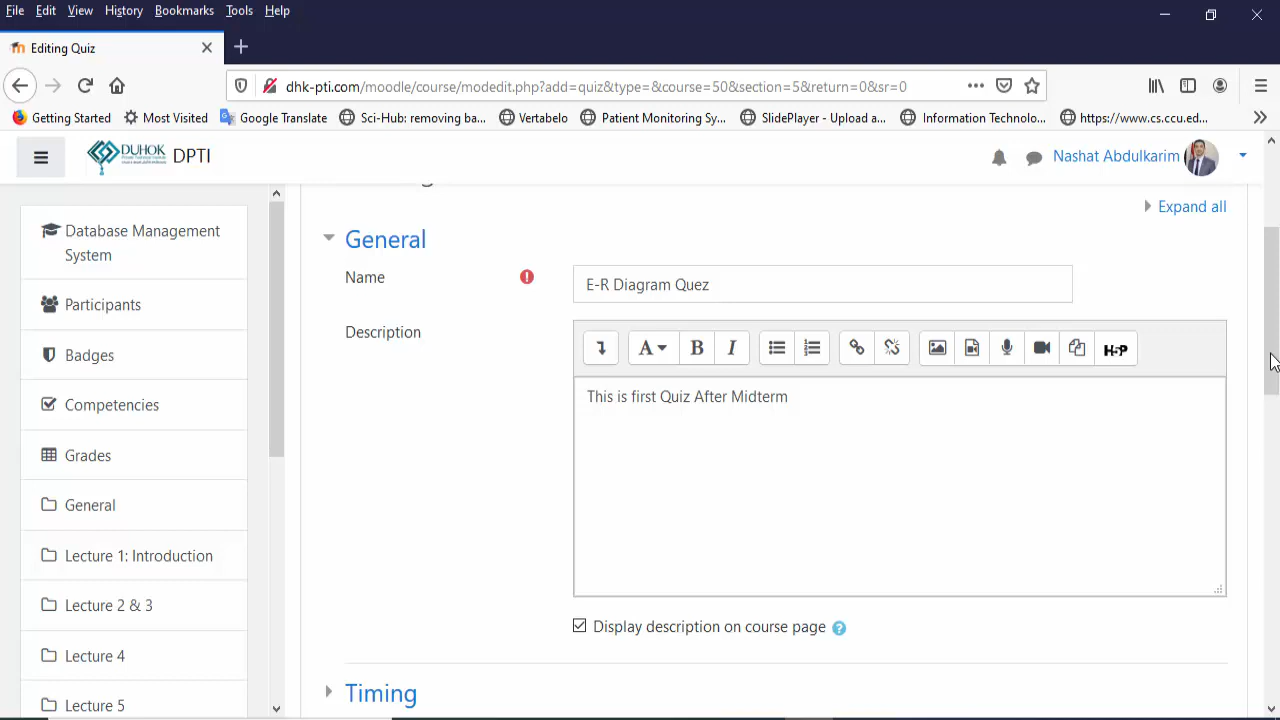 File Edit View History Bookmarks Tools Help
Editing Quiz
dhk-pti.com/moodle/course/modedit.php?add=quiz&type=&course=50&section=5&return=0&sr=0
Getting Started Most Visited Google Translate Sci-Hub: removing ba... Vertabelo Patient Monitoring Sy... SlidePlayer - Upload a... Information Technolo... https://www.cs.ccu.ed...
DUHOK DPTI Nashat Abdulkarim
Expand all
Database Management
System
Participants
Badges
Competencies
Grades
General
Lecture 1: Introduction
Lecture 2 & 3
Lecture 4
Lecture 5
General
Name E-R Diagram Quez
Description
A B I H5P
This is first Quiz After Midterm
Display description on course page
Timing